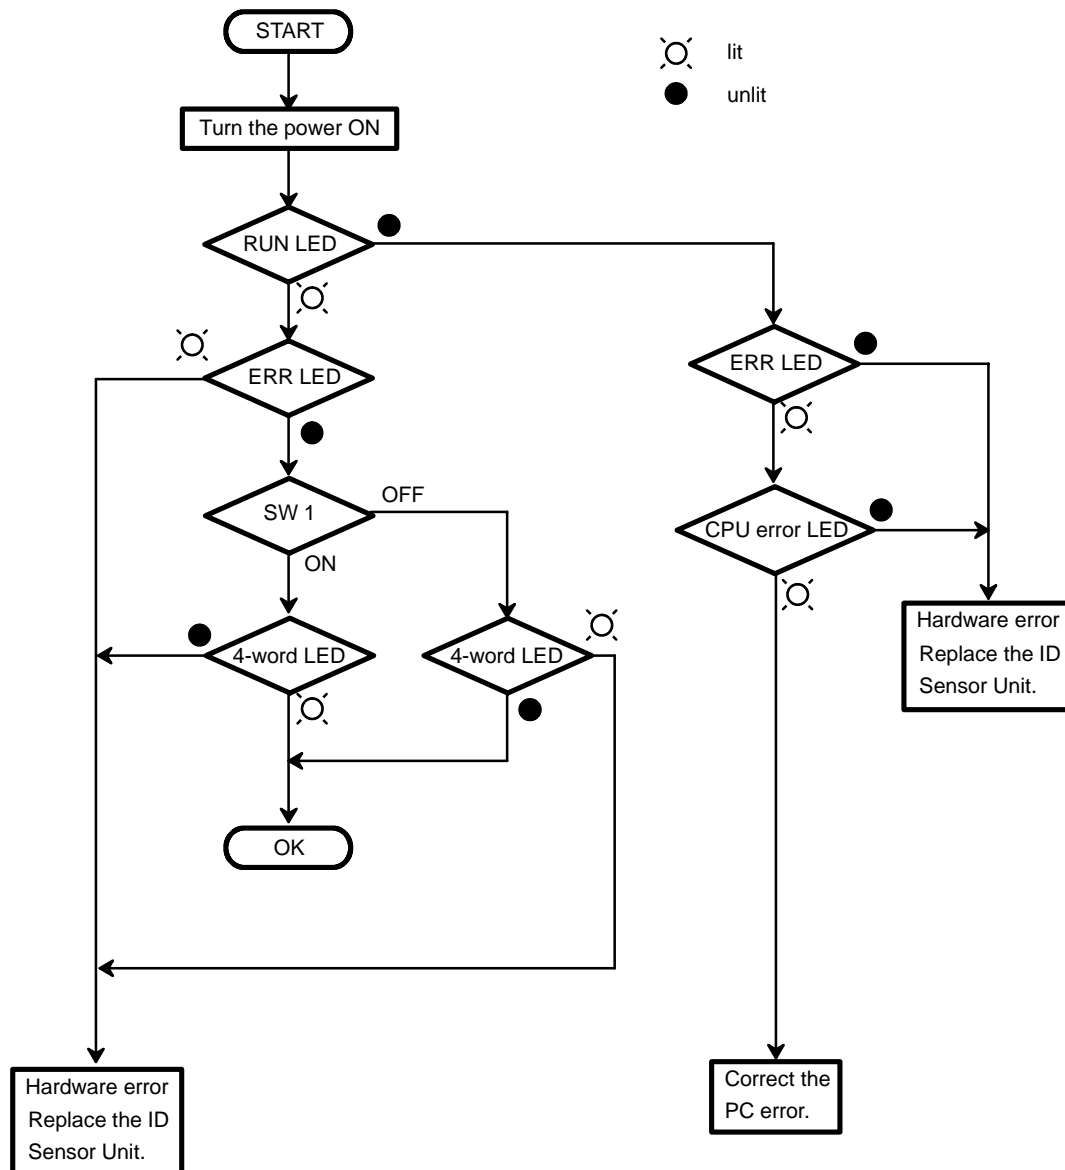 START
lit
unlit
Turn the power ON
RUN LED
ERR LED
ERR LED
OFF
SW 1
CPU error LED
ON
Hardware error
Replace the ID
Sensor Unit.
4-word LED
4-word LED
OK
Correct the
PC error.
Hardware error
Replace the ID
Sensor Unit.